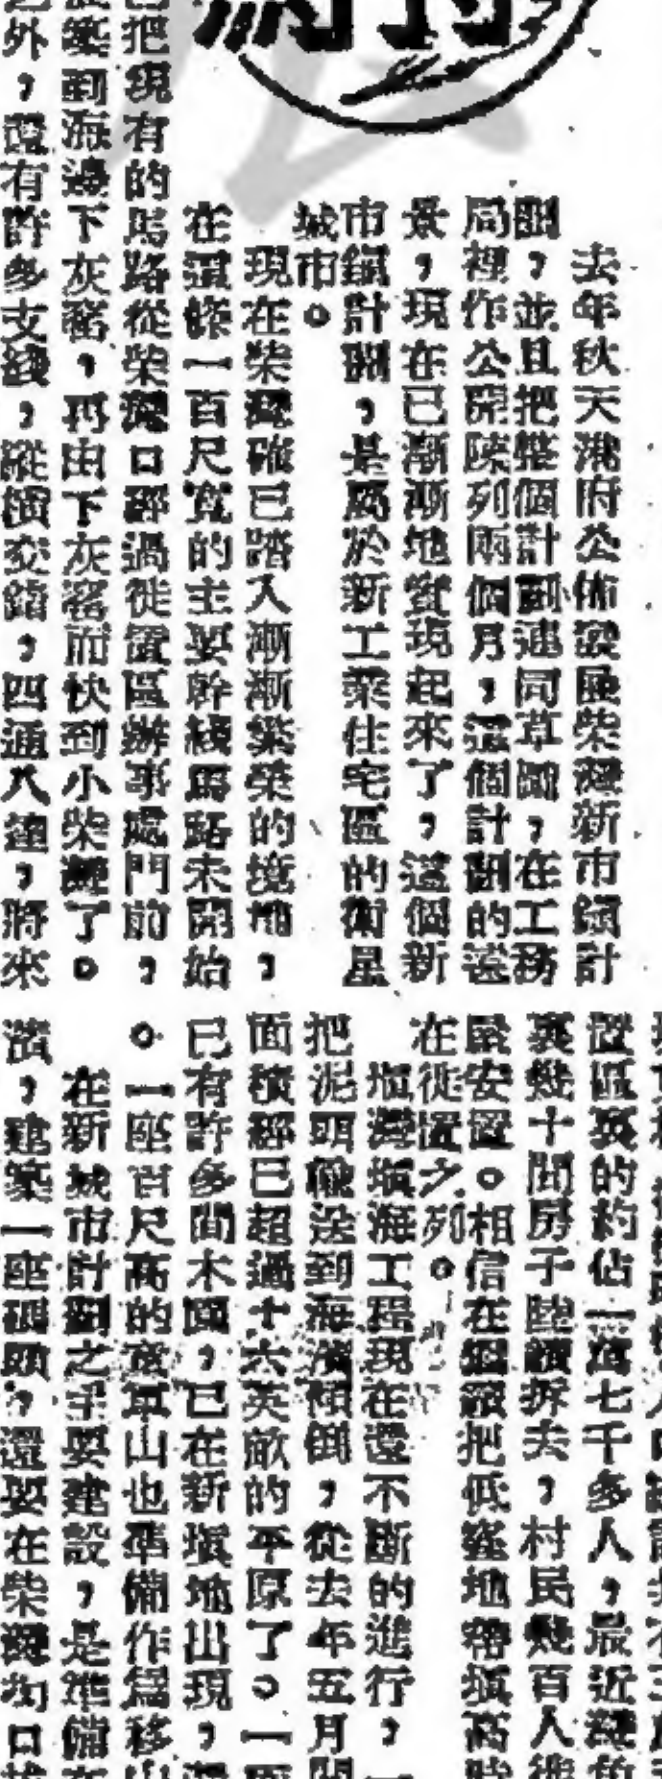 去年秋天港府公佈發展柴灣新市鎮計
劃，並且把整個計劃連同草圖，在工務
局裡作公開陳列兩個月，這個計劃的遠
景，現在已漸漸地實現起來了，這個新
市鎮計劃，是屬於新工業住宅區的衛星
城市。
現在柴灣確已踏入漸漸繁榮的境地，
在這條一百尺寬的主要幹綫馬路未開始
把現有的馬路從柴灣口經過徙置區辦事處門前，
築到海邊下灰窰，再由下灰窰而快到小柴灣了。
外，還有許多支綫，縱橫交錯，四通八達，將來
置區裏的約佔一萬七千多人，最近灣角
裏幾十間房子陸續拆去，村民幾百人
安置。相信在繼續把低窪地帶填高時
在徙置之列。
填灣填海工程現在還不斷的進行，一
把泥頭傾送到海濱傾倒，從去年五月開
面積經已超過十六英畝的平原了。一
已有許多間木園，已在新填地出現，
。一座百尺高的 山也準備作為移山
在新城市計劃之主要建設，是準備在
濱，建築一座碼頭，還要在柴灣 口